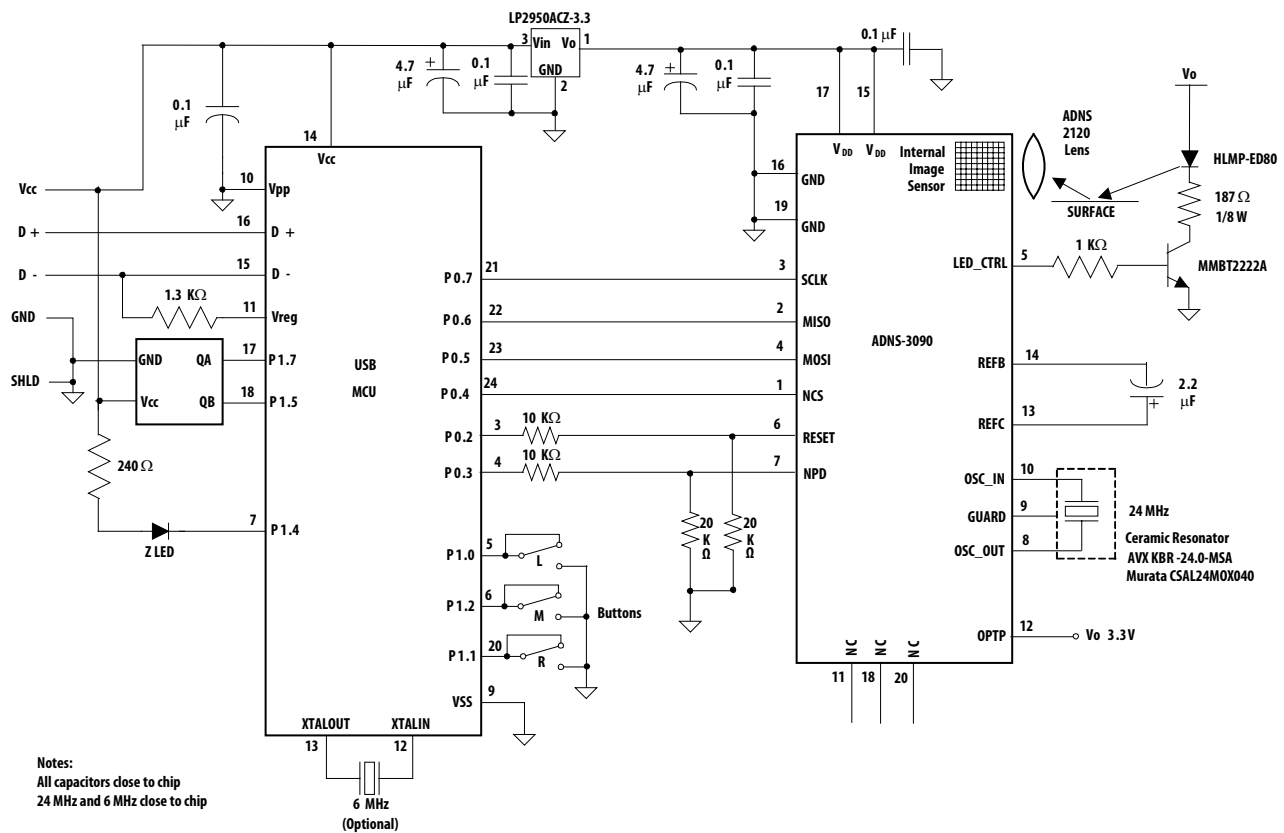 LP2950ACZ-3.3
3 Vin Vo 1
GND
2
4.7 µF
0.1 µF
0.1 µF
4.7 µF
0.1 µF
0.1 µF
14
Vcc
17
15
VDD
VDD
Internal Image Sensor
ADNS 2120 Lens
Vo
HLMP-ED80
SURFACE
187 Ω
1/8 W
MMBT2222A
1 KΩ
5
LED_CTRL
Vcc
10 Vpp
D +
16 D +
D -
15 D -
1.3 KΩ
11 Vreg
GND
SHLD
GND QA
17 P1.7
Vcc QB
18 P1.5
240 Ω
Z LED
7 P1.4
USB MCU
16 GND
19 GND
P0.7 21
3 SCLK
P0.6 22
2 MISO
P0.5 23
4 MOSI
P0.4 24
1 NCS
P0.2 3
10 KΩ
6 RESET
P0.3 4
10 KΩ
7 NPD
20 KΩ
20 KΩ
ADNS-3090
REFB 14
2.2 µF
REFC 13
OSC_IN 10
GUARD 9
OSC_OUT 8
24 MHz
Ceramic Resonator
AVX KBR -24.0-MSA
Murata CSAL24MOX040
OPTP 12
Vo 3.3V
P1.0 5
L
P1.2 6
M
Buttons
P1.1 20
R
VSS 9
NC
NC
NC
11
18
20
XTALOUT
XTALIN
13
12
6 MHz
(Optional)
Notes:
All capacitors close to chip
24 MHz and 6 MHz close to chip